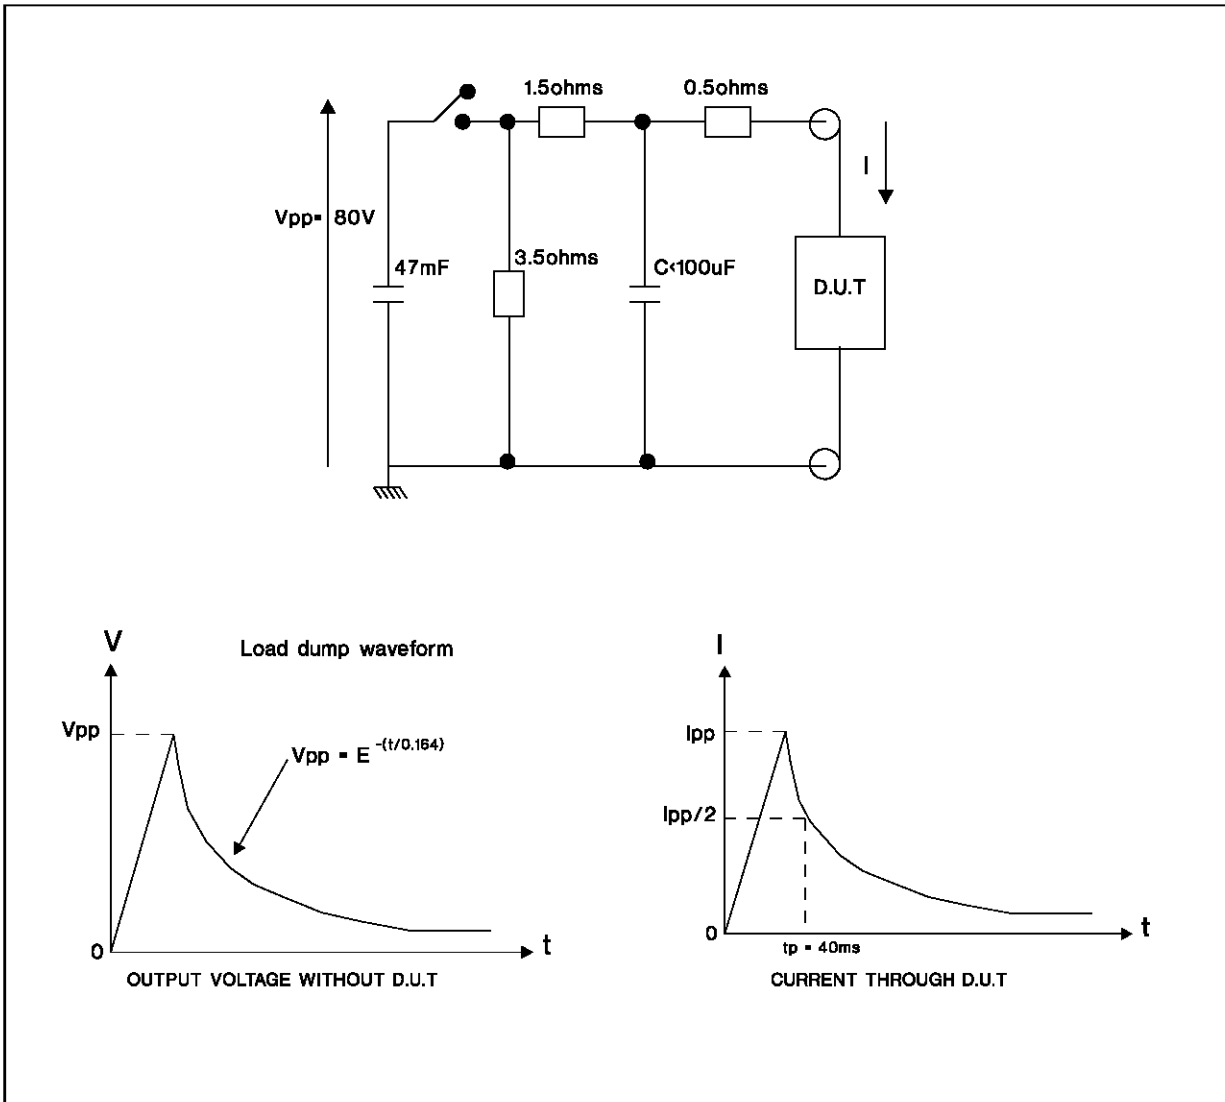 1.5ohms
0.5ohms
I
Vpp= 80V
47mF
3.5ohms
C<100uF
D.U.T
V
Load dump waveform
Vpp
Vpp = E -(t/0.164)
0
t
OUTPUT VOLTAGE WITHOUT D.U.T
I
Ipp
Ipp/2
0
t
tp = 40ms
CURRENT THROUGH D.U.T